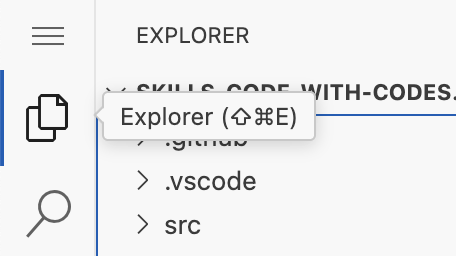 EXPLORER
SKILLS-CODE-WITH-CODES.
Explorer (⇧⌘E)
.github
.vscode
src